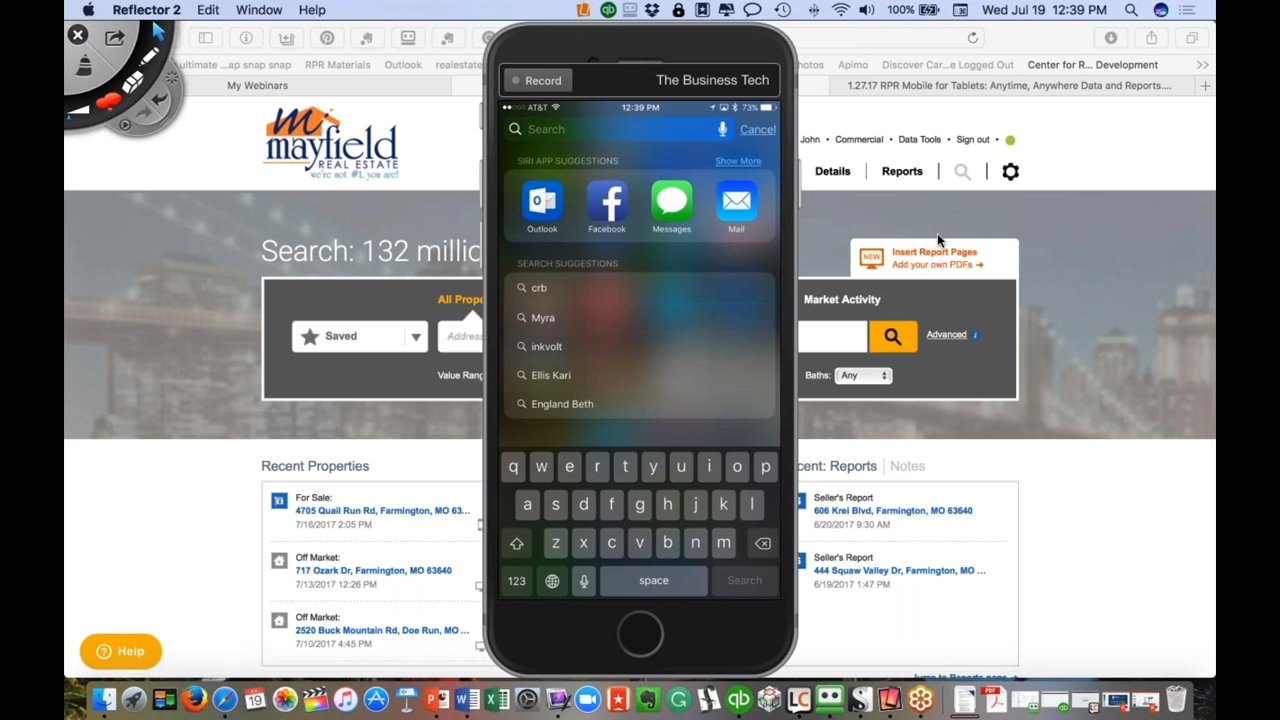 Reflector 2 Edit Window Help
100% Wed Jul 19 12:39 PM
ultimate ...ap snap snap RPR Materials Outlook realestate
hotos Apimo Discover Car...e Logged Out Center for R... Development >>
My Webinars
1.27.17 RPR Mobile for Tablets: Anytime, Anywhere Data and Reports....
Record
The Business Tech
AT&T 12:39 PM 73%
Search Cancel
SIRI APP SUGGESTIONS Show More
Outlook Facebook Messages Mail
SEARCH SUGGESTIONS
crb
Myra
inkvolt
Ellis Kari
England Beth
q w e r t y u i o p
a s d f g h j k l
z x c v b n m
123 space Search
mayfield
REAL ESTATE
we're not #1, you are!
John • Commercial • Data Tools • Sign out •
Details Reports
Search: 132 millic
NEW Insert Report Pages
Add your own PDFs
All Prope
Market Activity
Saved
Addres
Advanced i
Value Rang
Baths: Any
Recent Properties
For Sale:
4705 Quail Run Rd, Farmington, MO 63...
7/16/2017 2:05 PM
Off Market:
717 Ozark Dr, Farmington, MO 63640
7/13/2017 12:26 PM
Off Market:
2520 Buck Mountain Rd, Doe Run, MO ...
7/10/2017 4:45 PM
cent: Reports Notes
Seller's Report
606 Krei Blvd, Farmington, MO 63640
6/20/2017 9:30 AM
Seller's Report
444 Squaw Valley Dr, Farmington, MO ...
6/19/2017 1:47 PM
Jump to Reports page
Help